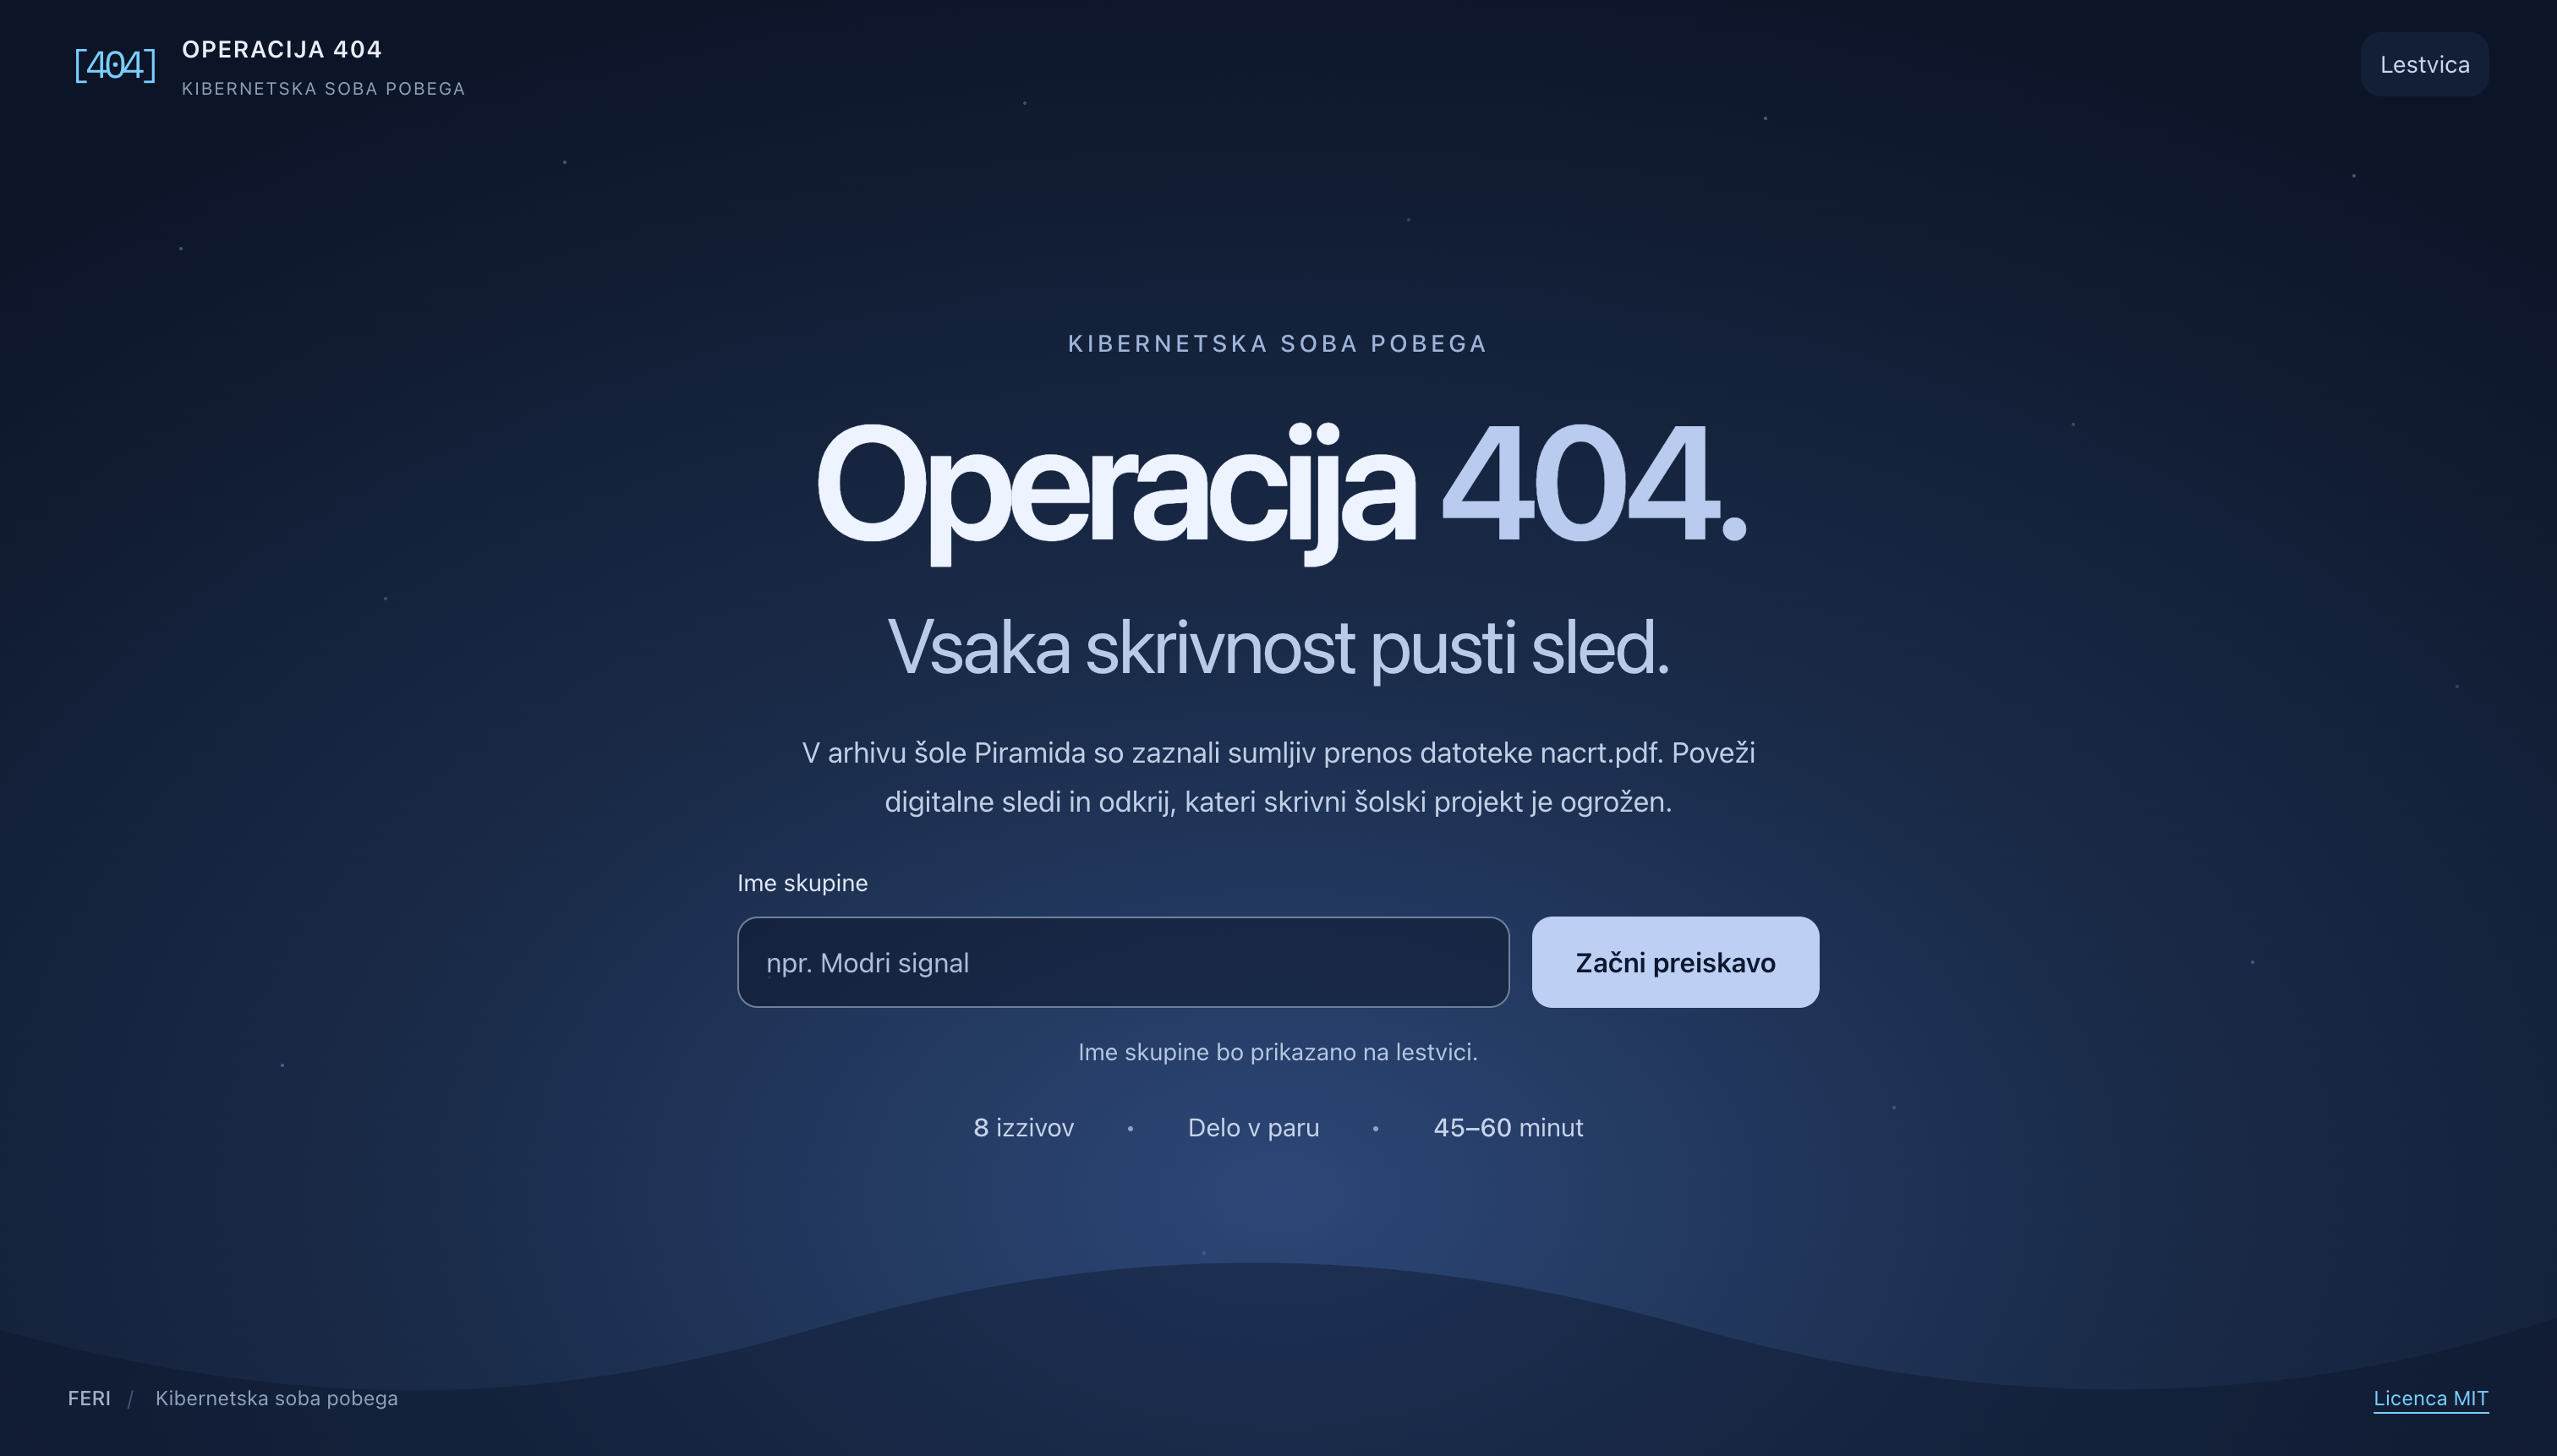 [404]
OPERACIJA 404
KIBERNETSKA SOBA POBEGA
Lestvica
KIBERNETSKA SOBA POBEGA
Operacija 404.
Vsaka skrivnost pusti sled.
V arhivu šole Piramida so zaznali sumljiv prenos datoteke nacrt.pdf. Poveži
digitalne sledi in odkrij, kateri skrivni šolski projekt je ogrožen.
Ime skupine
npr. Modri signal
Začni preiskavo
Ime skupine bo prikazano na lestvici.
8 izzivov • Delo v paru • 45–60 minut
FERI / Kibernetska soba pobega
Licenca MIT